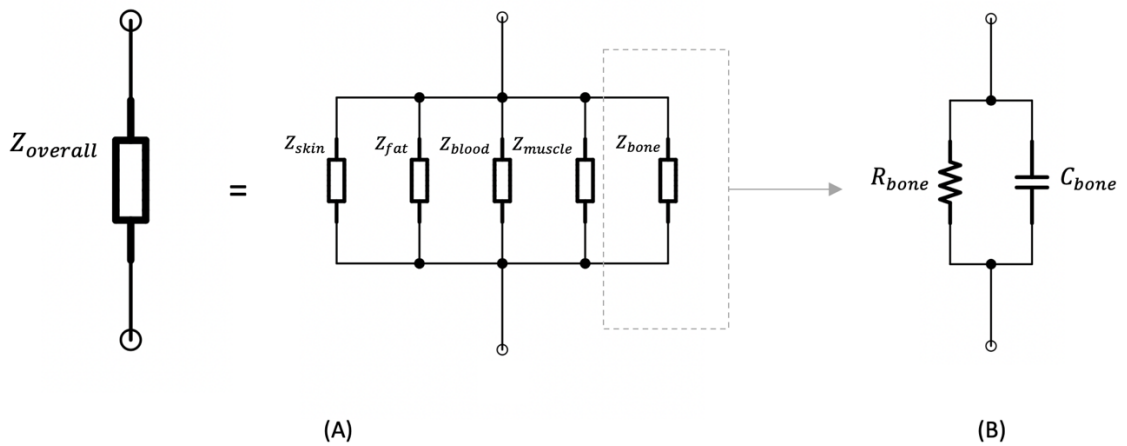 Z_overall
=
Z_skin Z_fat Z_blood Z_muscle Z_bone
R_bone C_bone
(A) (B)